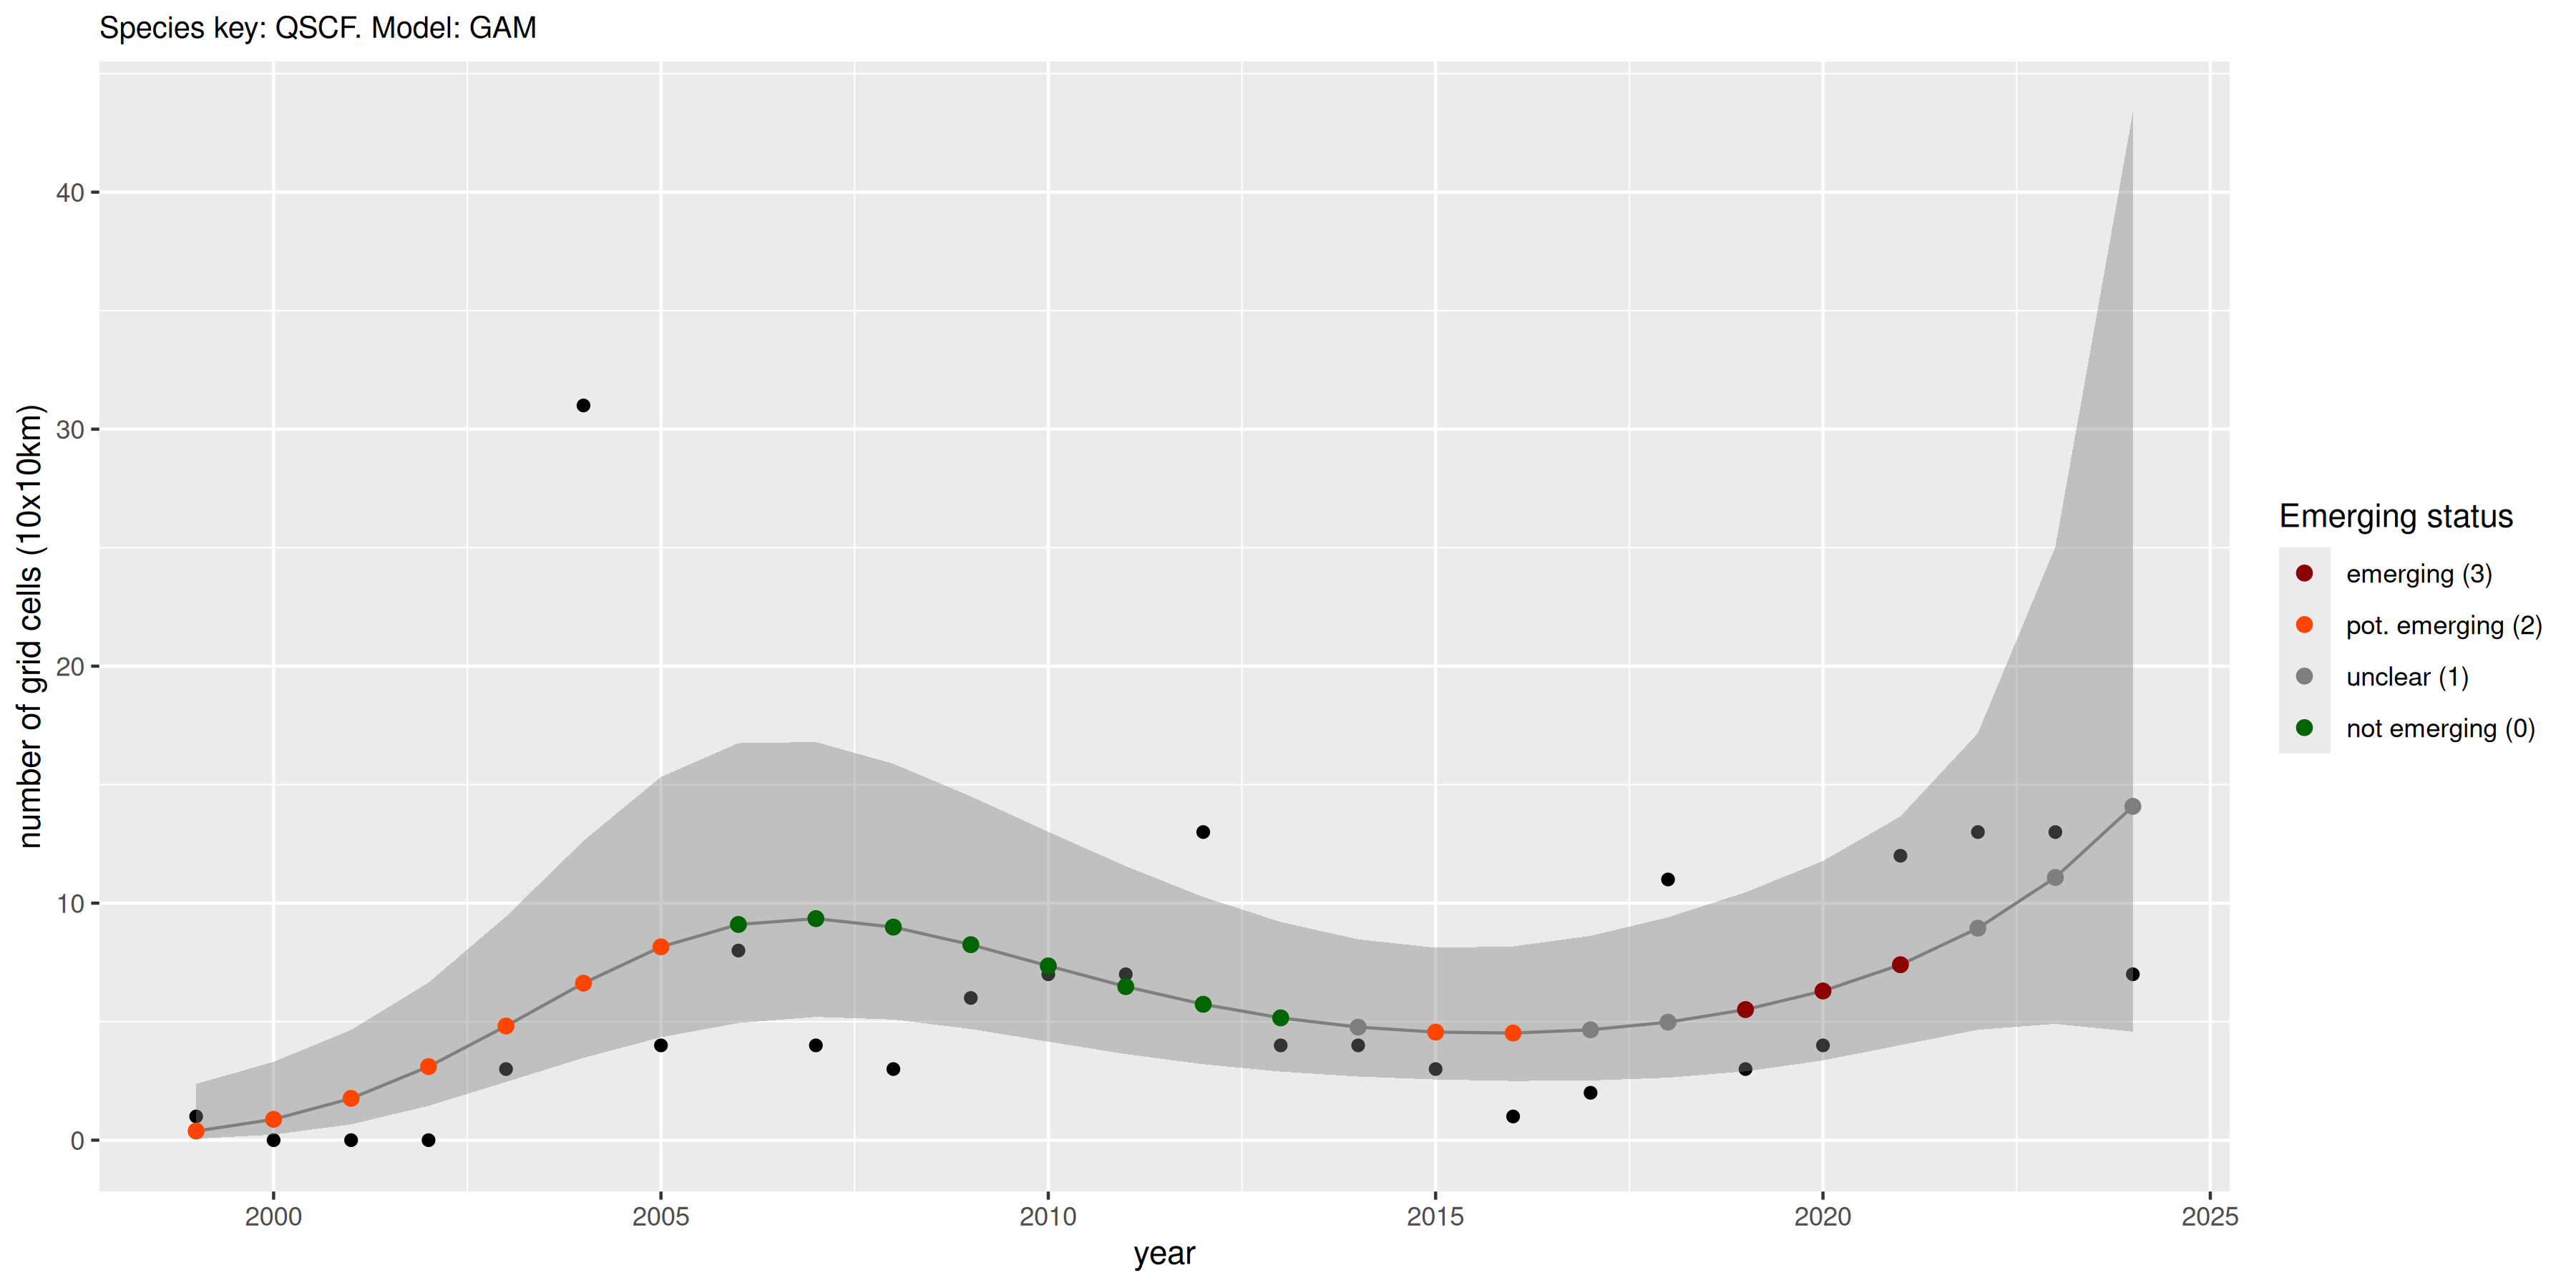 Species key: QSCF. Model: GAM
number of grid cells (10x10km)
40
30
20
10
0
2000 2005 2010 2015 2020 2025
year
Emerging status
emerging (3)
pot. emerging (2)
unclear (1)
not emerging (0)